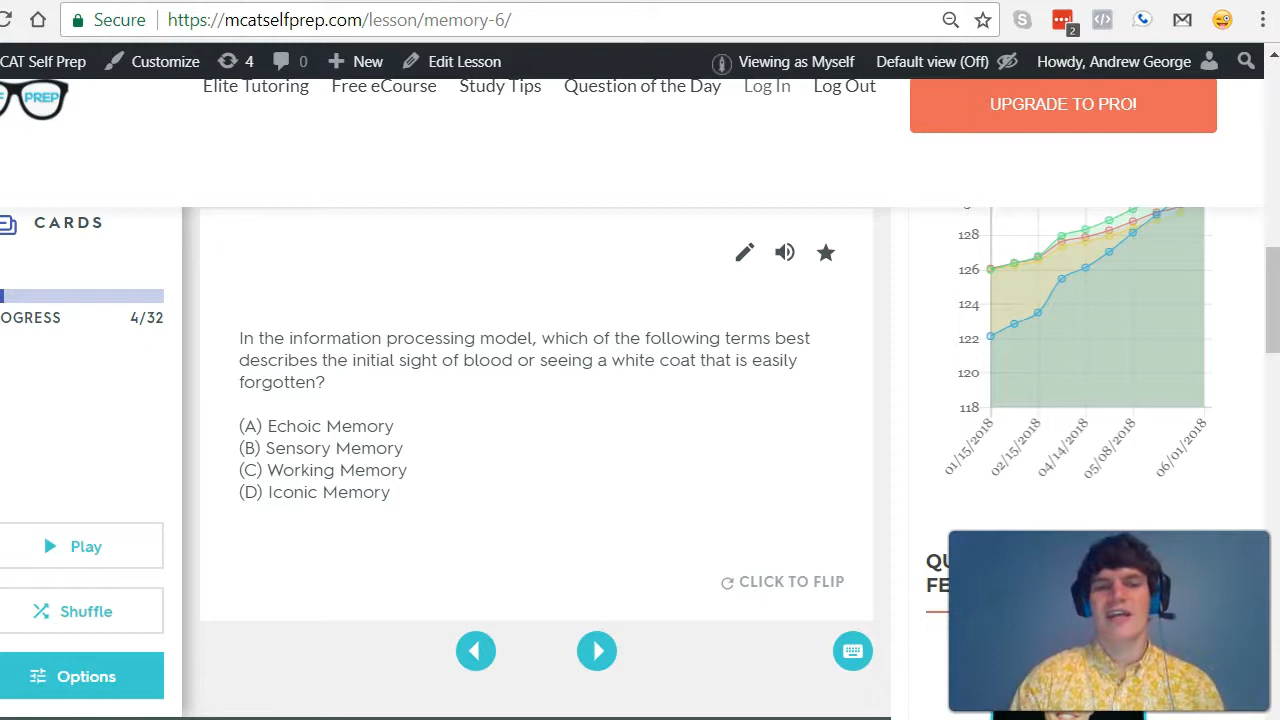 Secure https://mcatselfprep.com/lesson/memory-6/
2
CAT Self Prep Customize 4 0 New Edit Lesson Viewing as Myself Default view (Off) Howdy, Andrew George
PREP
Elite Tutoring Free eCourse Study Tips Question of the Day Log In Log Out
UPGRADE TO PRO!
CARDS
OGRESS 4/32
In the information processing model, which of the following terms best
describes the initial sight of blood or seeing a white coat that is easily
forgotten?
(A) Echoic Memory
(B) Sensory Memory
(C) Working Memory
(D) Iconic Memory
CLICK TO FLIP
Play
Shuffle
Options
128
126
124
122
120
118
01/15/2018
02/15/2018
04/14/2018
05/08/2018
06/01/2018
QU
FE